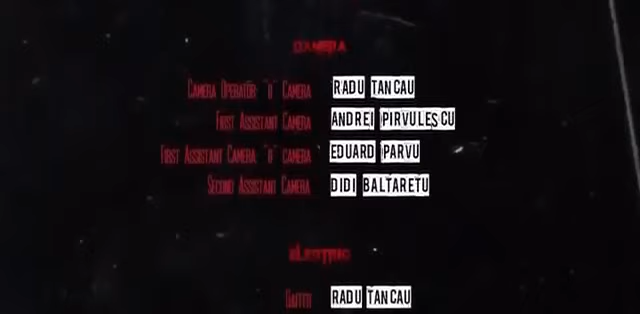 CAMERA
CAMERA OPERATOR "B" CAMERA RADU TANCAU
FIRST ASSISTANT CAMERA ANDREI PIRVULESCU
FIRST ASSISTANT CAMERA "B" CAMERA EDUARD PARVU
SECOND ASSISTANT CAMERA DIDI BALTARETU
ELECTRIC
RADU TANCAU